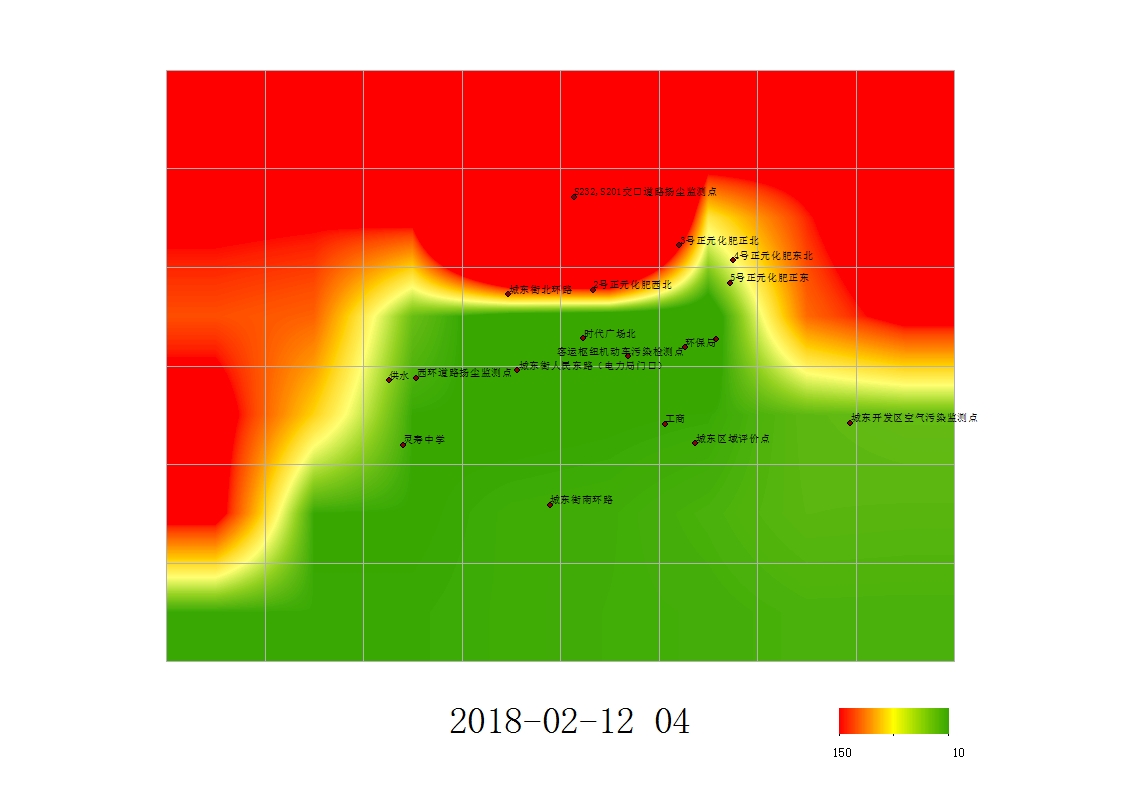 S232,S201交口道路扬尘监测点
3号正元化肥正北
4号正元化肥东北
5号正元化肥正东
城东街北环路
2号正元化肥西北
时代广场北
环保局
客运枢纽机动车污染检测点
城东街人民东路（电力局门口）
供水
西环道路扬尘监测点
工商
城东开发区空气污染监测点
灵寿中学
城东区域评价点
城东街南环路
2018-02-12 04
150
10